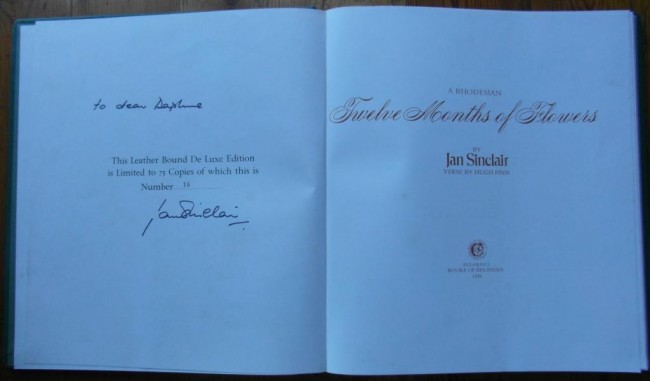 to dear Daphne
This Leather Bound De Luxe Edition
is Limited to 75 Copies of which this is
Number 16
Jan Sinclair
A RHODESIAN
Twelve Months of Flowers
BY
Jan Sinclair
VERSE BY HUGH FINN
BOOKS OF RHODESIA